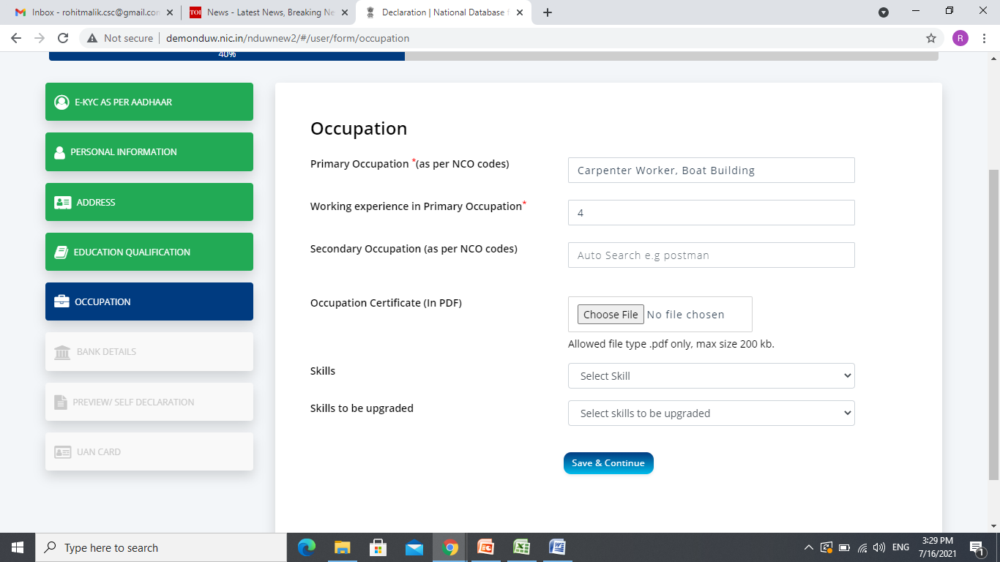 Inbox - rohitmalik.csc@gmail.con
TOI
News - Latest News, Breaking Ne
Declaration | National Database f
Not secure
demonduw.nic.in/nduwnew2/#/user/form/occupation
R
40%
E-KYC AS PER AADHAAR
PERSONAL INFORMATION
ADDRESS
EDUCATION QUALIFICATION
OCCUPATION
BANK DETAILS
PREVIEW/ SELF DECLARATION
UAN CARD
Occupation
Primary Occupation *(as per NCO codes)
Carpenter Worker, Boat Building
Working experience in Primary Occupation*
4
Secondary Occupation (as per NCO codes)
Auto Search e.g postman
Occupation Certificate (In PDF)
Choose File No file chosen
Allowed file type .pdf only, max size 200 kb.
Skills
Select Skill
Skills to be upgraded
Select skills to be upgraded
Save & Continue
Type here to search
ENG
3:29 PM
7/16/2021
1